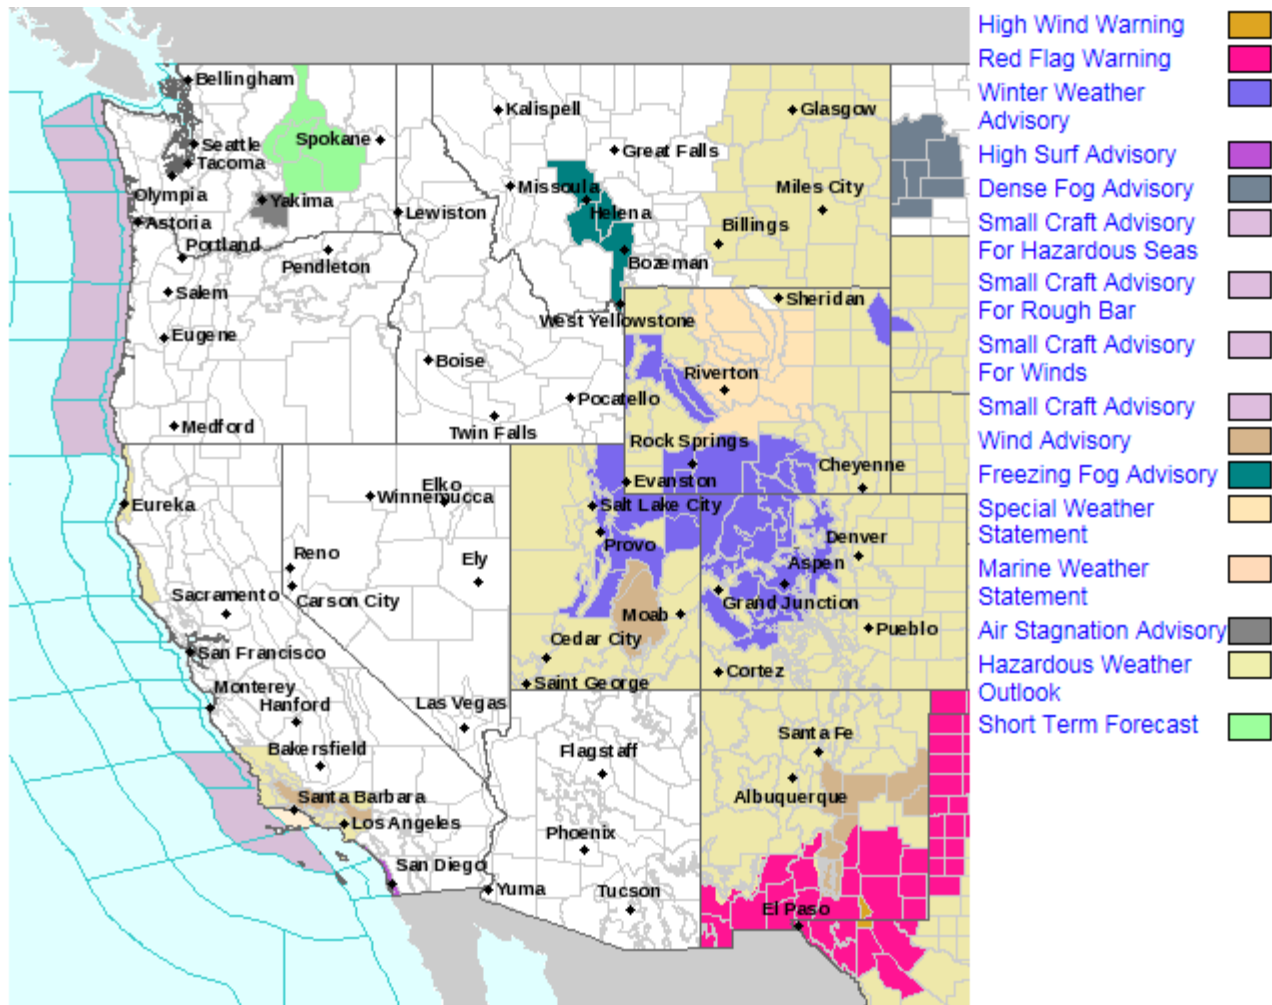 High Wind Warning
Red Flag Warning
Winter Weather
Advisory
High Surf Advisory
Dense Fog Advisory
Small Craft Advisory
For Hazardous Seas
Small Craft Advisory
For Rough Bar
Small Craft Advisory
For Winds
Small Craft Advisory
Wind Advisory
Freezing Fog Advisory
Special Weather
Statement
Marine Weather
Statement
Air Stagnation Advisory
Hazardous Weather
Outlook
Short Term Forecast
Bellingham
Seattle
Tacoma
Olympia
Spokane
Yakima
Astoria
Portland
Pendleton
Lewiston
Salem
Eugene
Medford
Kalispell
Great Falls
Missoula
Helena
Bozeman
West Yellowstone
Glasgow
Miles City
Billings
Sheridan
Boise
Pocatello
Twin Falls
Riverton
Rock Springs
Evanston
Cheyenne
Eureka
Winnemucca
Elko
Reno
Carson City
Ely
Sacramento
San Francisco
Monterey
Hanford
Las Vegas
Bakersfield
Santa Barbara
Los Angeles
San Diego
Salt Lake City
Provo
Moab
Cedar City
Saint George
Denver
Aspen
Grand Junction
Pueblo
Cortez
Flagstaff
Phoenix
Yuma
Tucson
Santa Fe
Albuquerque
El Paso